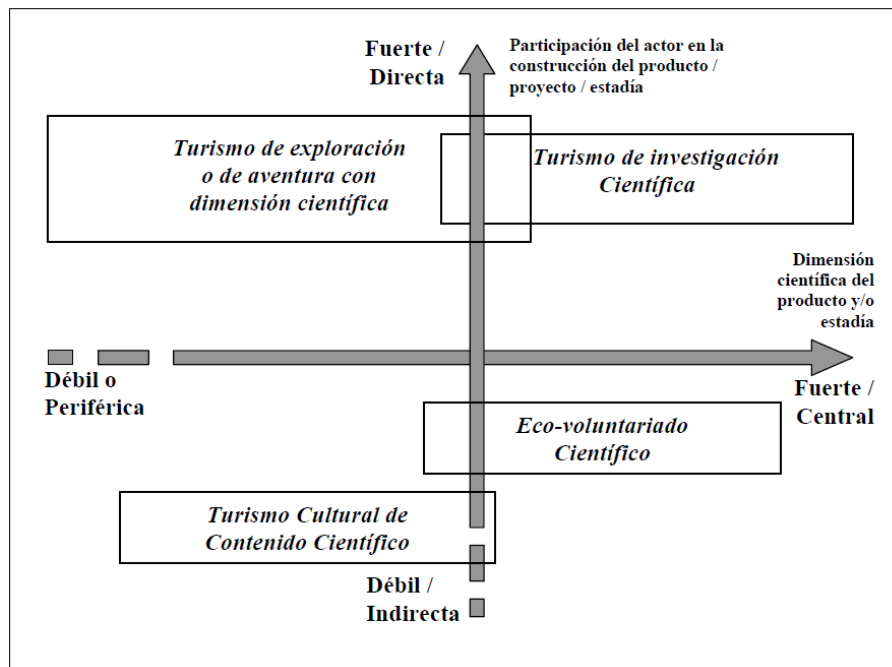 Fuerte /
Directa
Participación del actor en la
construcción del producto /
proyecto / estadía
Turismo de exploración
o de aventura con
dimensión científica
Turismo de investigación
Científica
Dimensión
científica del
producto y/o
estadía
Débil o
Periférica
Fuerte /
Central
Eco-voluntariado
Científico
Turismo Cultural de
Contenido Científico
Débil /
Indirecta